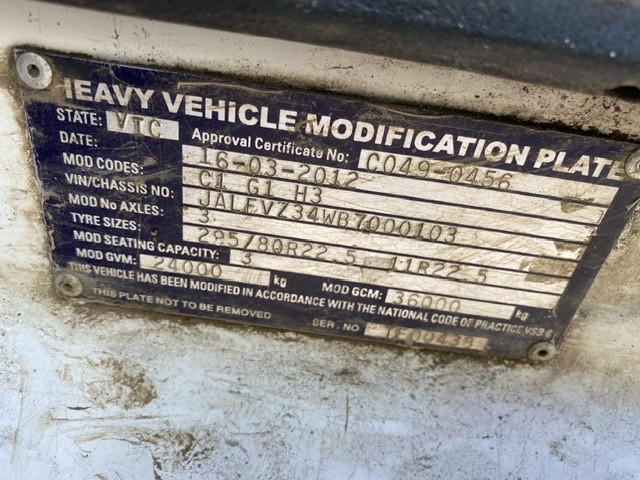 HEAVY VEHICLE MODIFICATION PLATE
STATE: VIC Approval Certificate No: C049-0456
DATE: 16-03-2012
MOD CODES: C1 G1 H3
VIN/CHASSIS NO: JALFVZ34WB7000103
MOD No AXLES: 3
TYRE SIZES: 295/80R22.5 11R22.5
MOD SEATING CAPACITY: 3
MOD GVM: 24000 kg MOD GCM: 36000 kg
THIS VEHICLE HAS BEEN MODIFIED IN ACCORDANCE WITH THE NATIONAL CODE OF PRACTICE VSB 6
THIS PLATE NOT TO BE REMOVED SER. NO